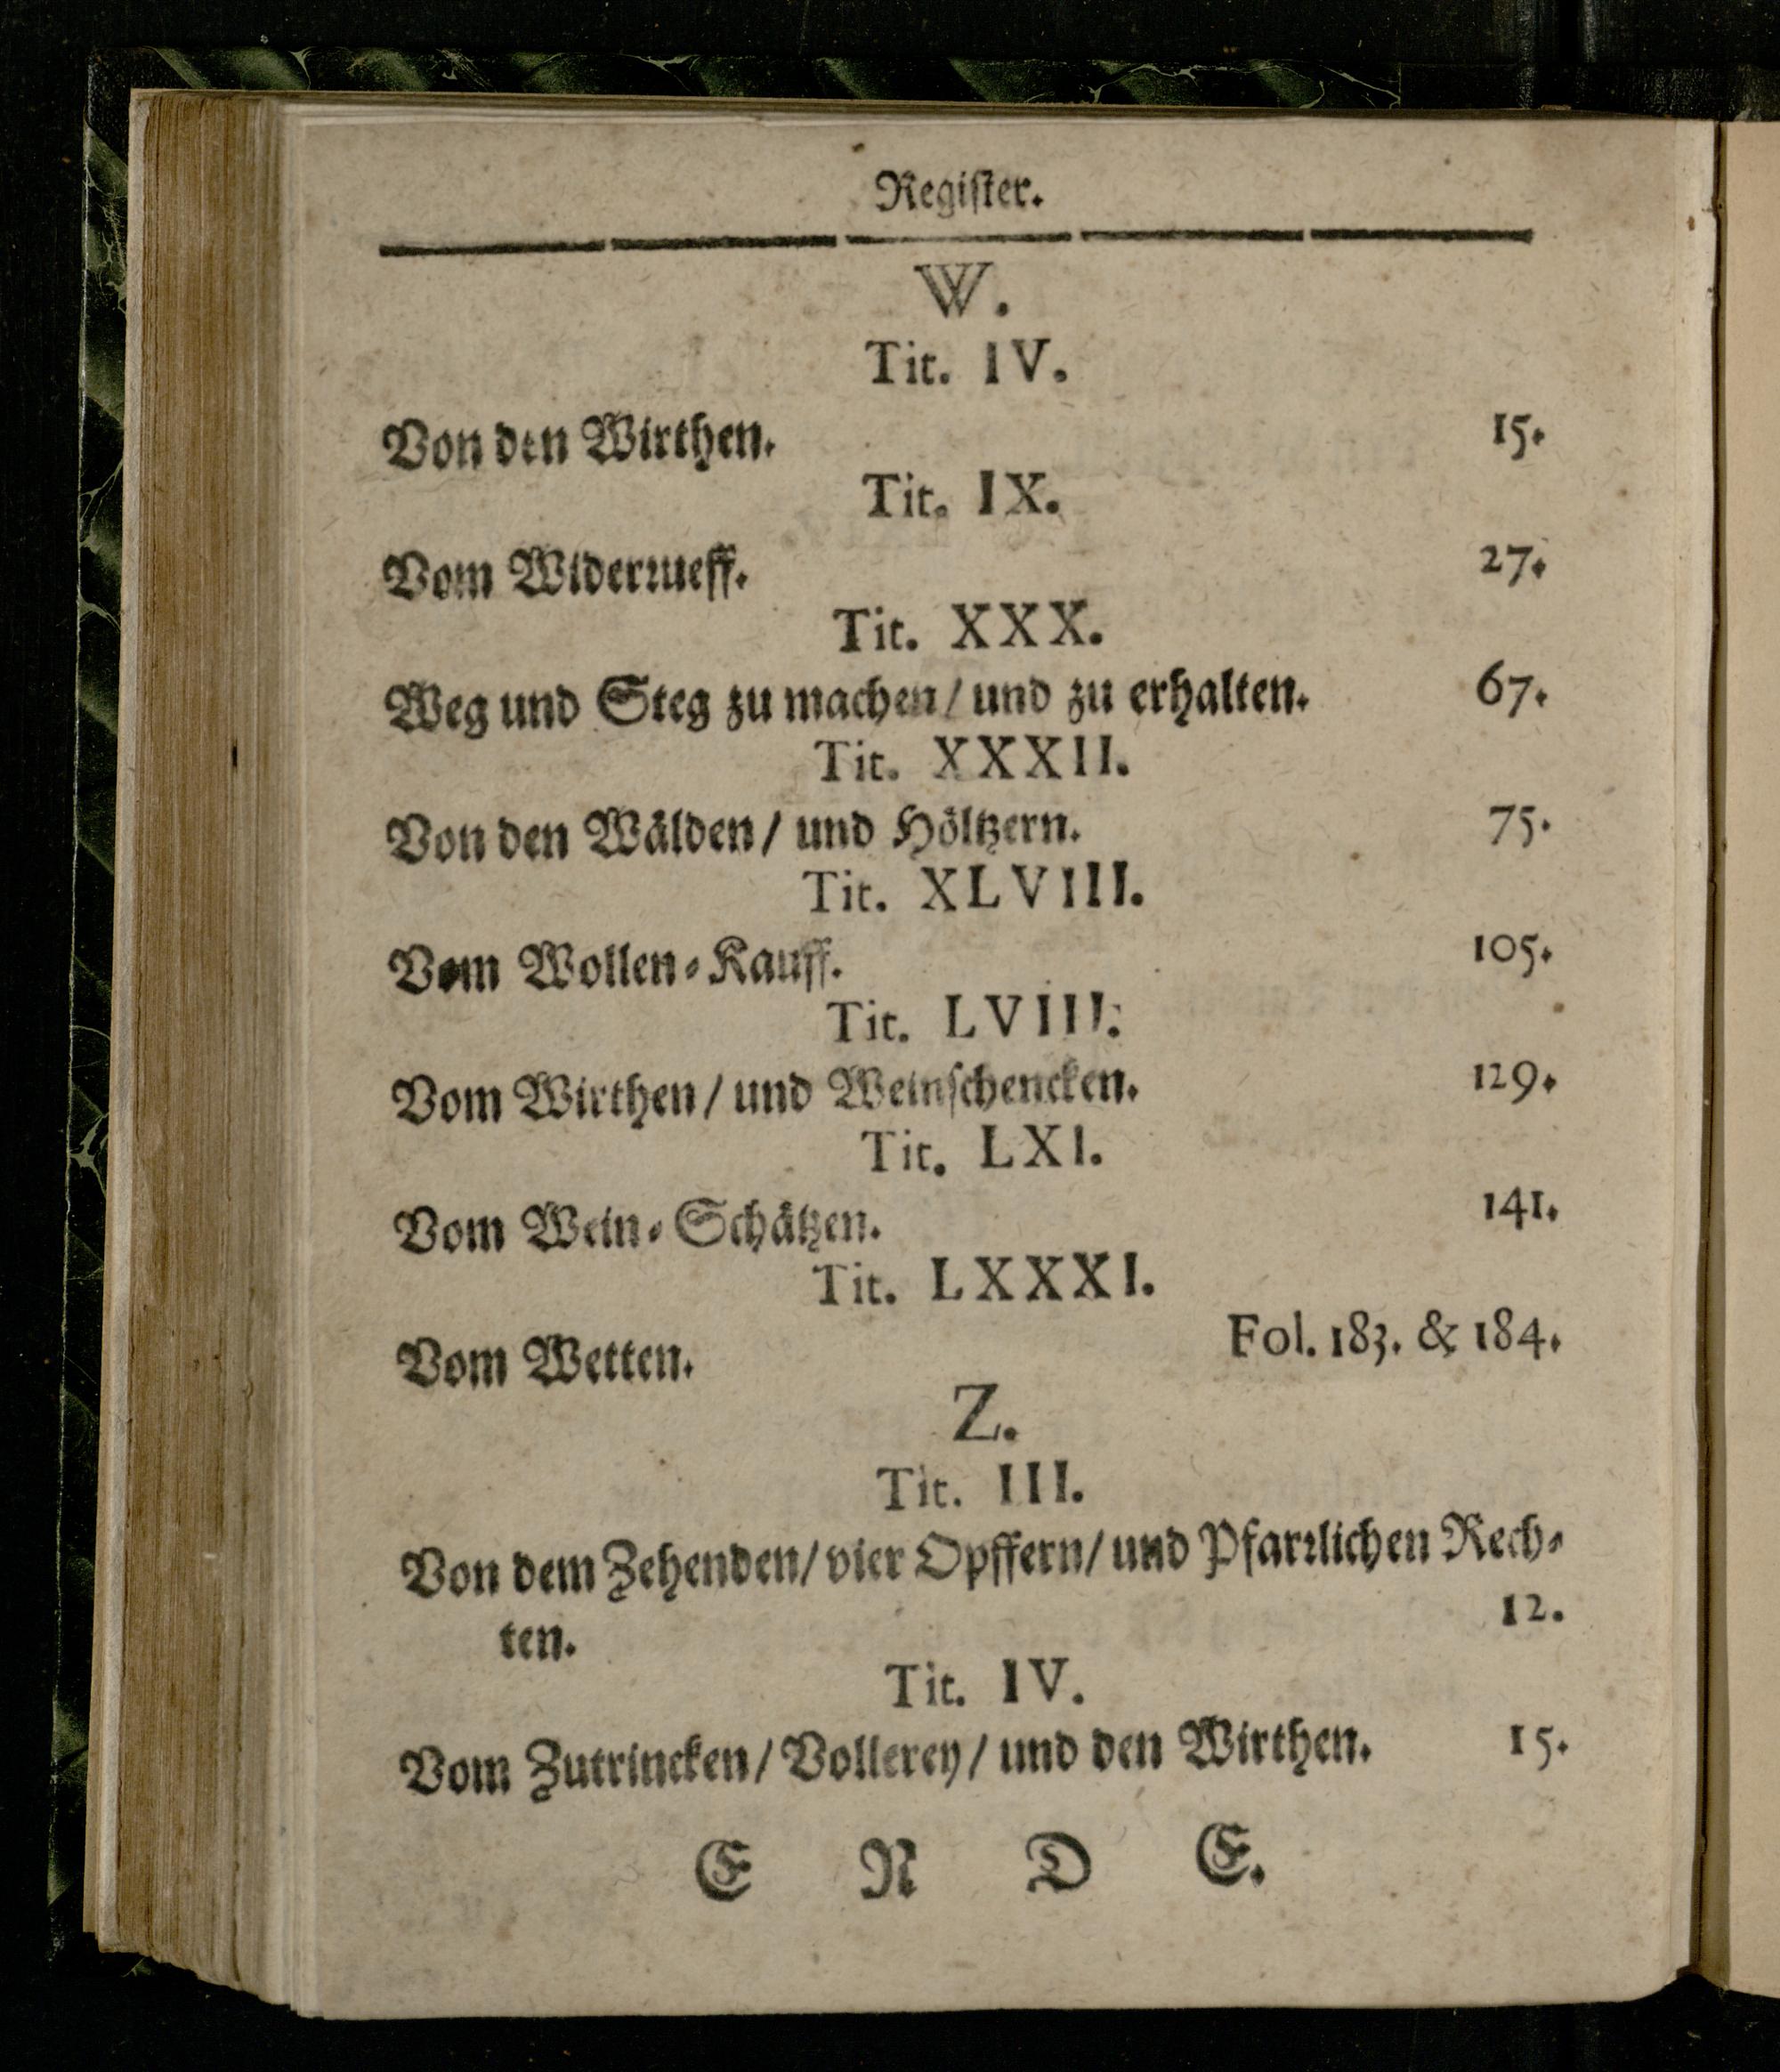 Register.
W.
Tit. IV.
Von den Wirthen. 15.
Tit. IX.
Vom Widerrueff. 27.
Tit. XXX.
Weg und Steg zu machen / und zu erhalten. 67.
Tit. XXXII.
Von den Wälden / und Höltzern. 75.
Tit. XLVIII.
Vom Wollen-Kauff. 105.
Tit. LVIII.
Vom Wirthen / und Weinschencken. 129.
Tit. LXI.
Vom Wein-Schätzen. 141.
Tit. LXXXI.
Vom Wetten. Fol. 183. & 184.
Z.
Tit. III.
Von dem Zehenden / vier Opffern / und Pfarrlichen Rech-
ten. 12.
Tit. IV.
Vom Zutrincken / Vollerey / und den Wirthen. 15.
E N D E.